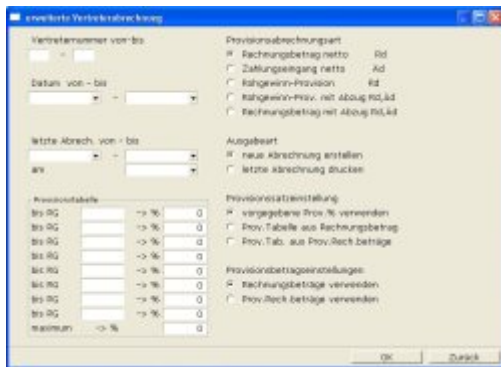 erweiterte Vertreterabrechnung
Vertreternummer von-bis
-
Datum von - bis
-
letzte Abrech. von - bis
-
am
Provisionstabelle
bis RG -> % 0
bis RG -> % 0
bis RG -> % 0
bis RG -> % 0
bis RG -> % 0
bis RG -> % 0
bis RG -> % 0
bis RG -> % 0
maximum -> % 0
Provisionsabrechnungsart
Rechnungsbetrag netto Rd
Zahlungseingang netto Ad
Rohgewinn-Provision Rd
Rohgewinn-Prov. mit Abzug Rd,äd
Rechnungsbetrag mit Abzug Rd,äd
Ausgabeart
neue Abrechnung erstellen
letzte Abrechnung drucken
Provisionssatzeinstellung
vorgegebene Prov.% verwenden
Prov.Tabelle aus Rechnungsbetrag
Prov.Tab. aus Prov.Rech.beträge
Provisionsbetragseinstellungen
Rechnungsbeträge verwenden
Prov.Rech.beträge verwenden
OK
Zurück